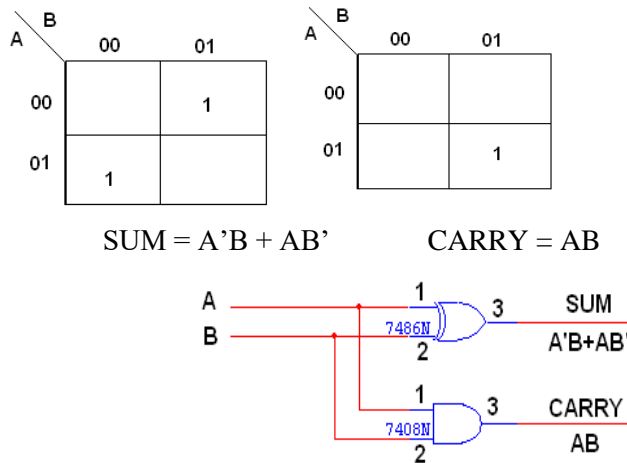 B
A
00 01
00 1
01 1
B
A
00 01
00
01 1
SUM = A’B + AB’
CARRY = AB
A
B
1
7486N
2
3
SUM
A'B+AB'
1
7408N
2
3
CARRY
AB